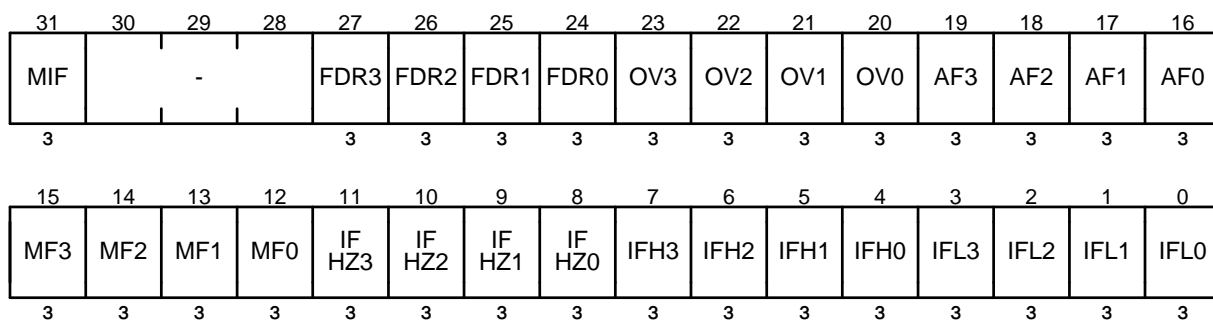 31 30 29 28 27 26 25 24 23 22 21 20 19 18 17 16
MIF - FDR3 FDR2 FDR1 FDR0 OV3 OV2 OV1 OV0 AF3 AF2 AF1 AF0
3 3 3 3 3 3 3 3 3 3 3 3 3
15 14 13 12 11 10 9 8 7 6 5 4 3 2 1 0
MF3 MF2 MF1 MF0 IF HZ3 IF HZ2 IF HZ1 IF HZ0 IFH3 IFH2 IFH1 IFH0 IFL3 IFL2 IFL1 IFL0
3 3 3 3 3 3 3 3 3 3 3 3 3 3 3 3